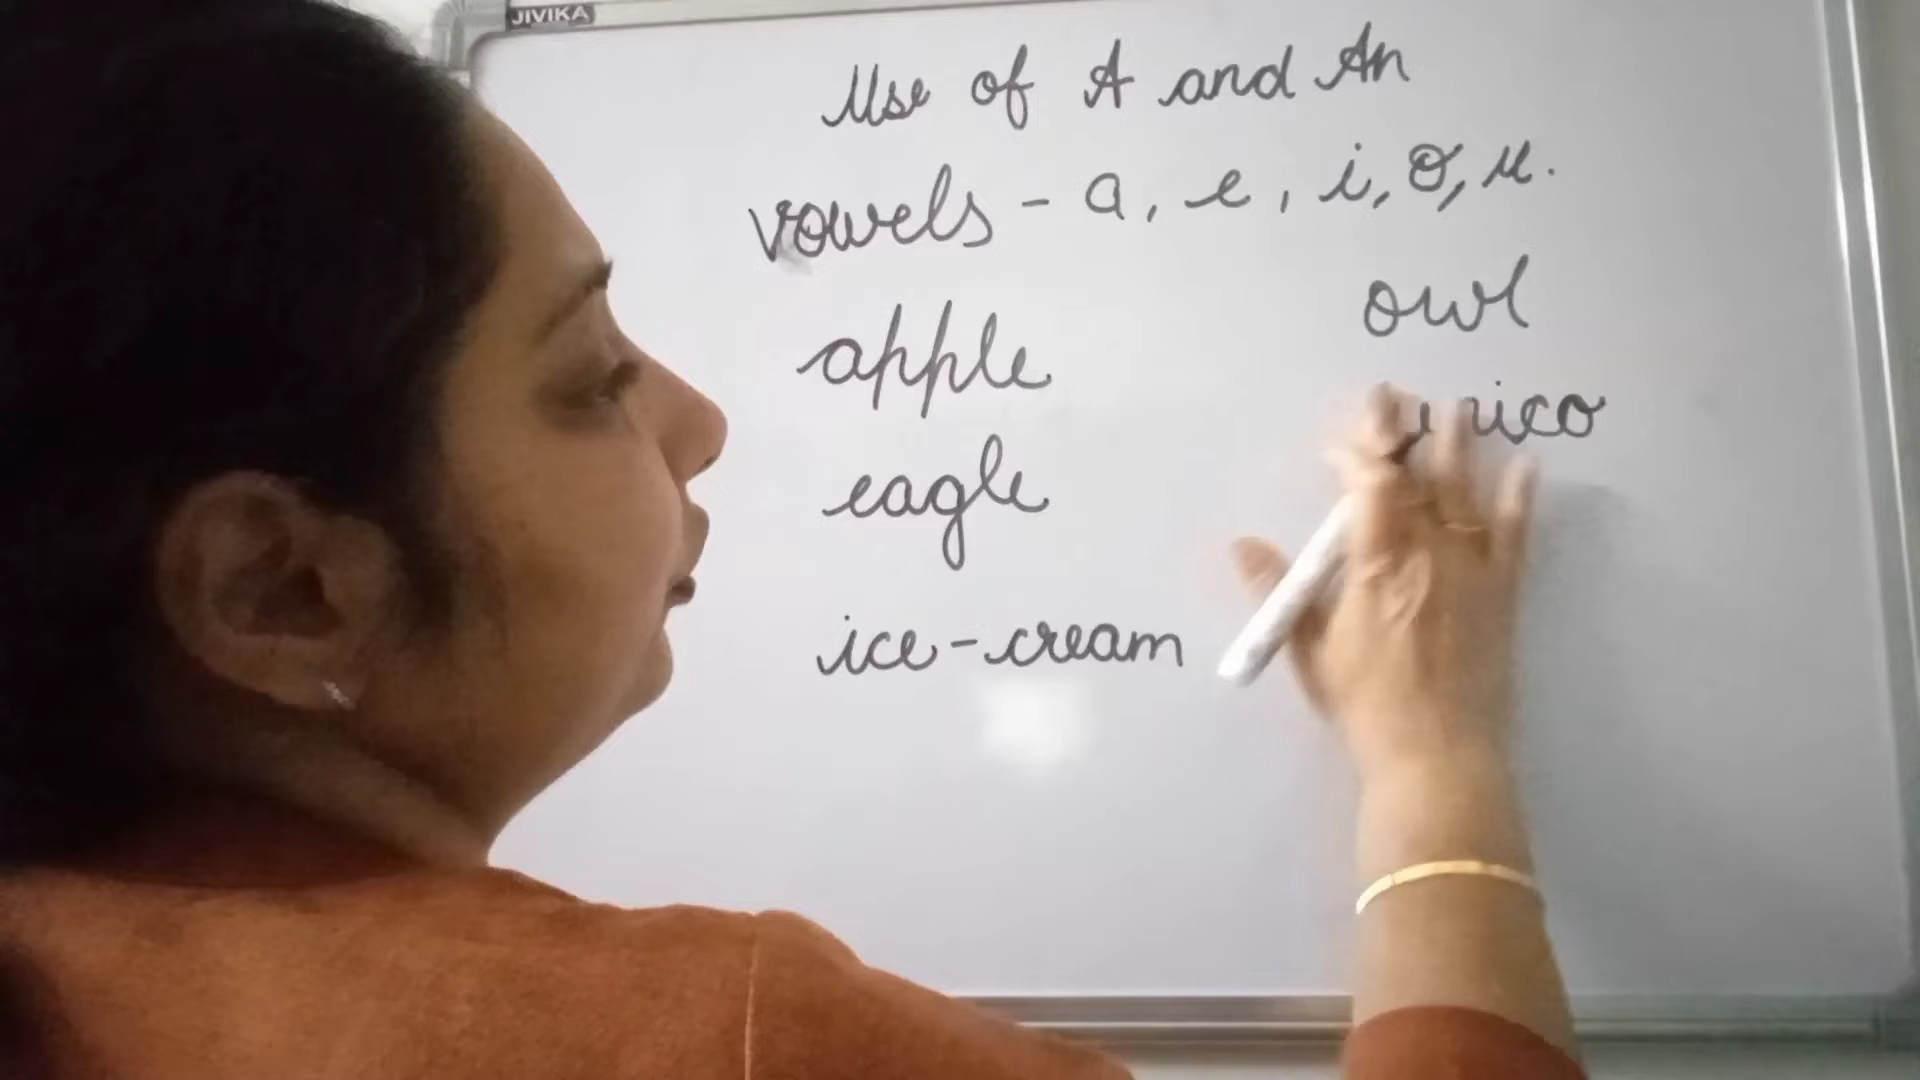 JIVIKA
Use of A and An
vowels - a, e, i, o, u.
apple
eagle
ice-cream
owl